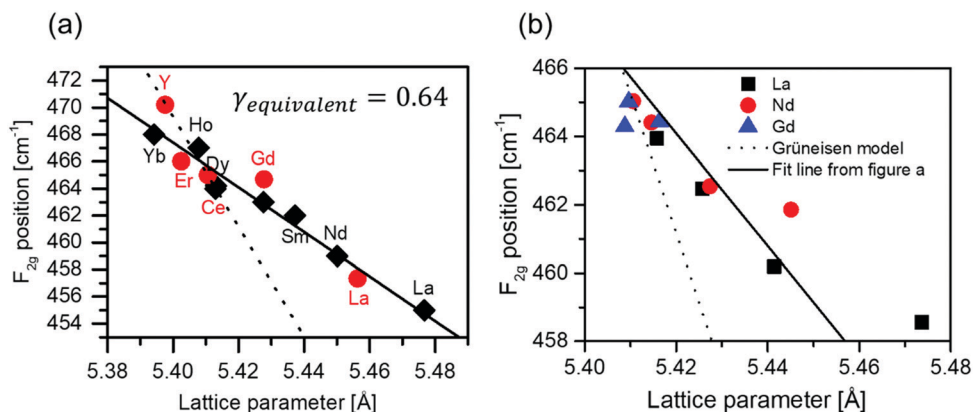 (a)
F2g position [cm-1]
473
472
470
468
466
464
462
460
458
456
454
Y
γequivalent = 0.64
Ho
Yb
Dy
Er
Gd
Ce
Sm
Nd
La
La
5.38
5.40
5.42
5.44
5.46
5.48
Lattice parameter [Å]
(b)
F2g position [cm-1]
466
464
462
460
458
La
Nd
Gd
Grüneisen model
Fit line from figure a
5.40
5.42
5.44
5.46
5.48
Lattice parameter [Å]